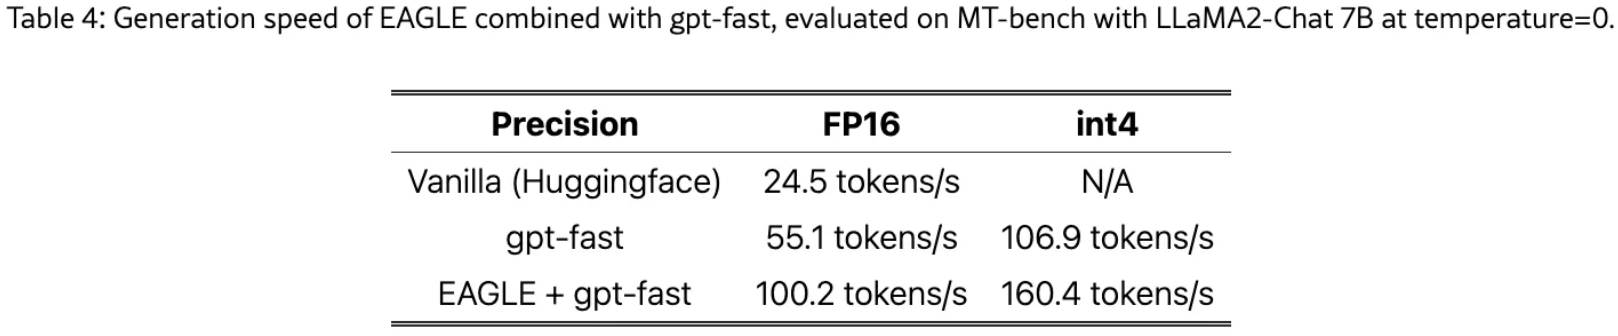 Table 4: Generation speed of EAGLE combined with gpt-fast, evaluated on MT-bench with LLaMA2-Chat 7B at temperature=0.
Precision FP16 int4
Vanilla (Huggingface) 24.5 tokens/s N/A
gpt-fast 55.1 tokens/s 106.9 tokens/s
EAGLE + gpt-fast 100.2 tokens/s 160.4 tokens/s